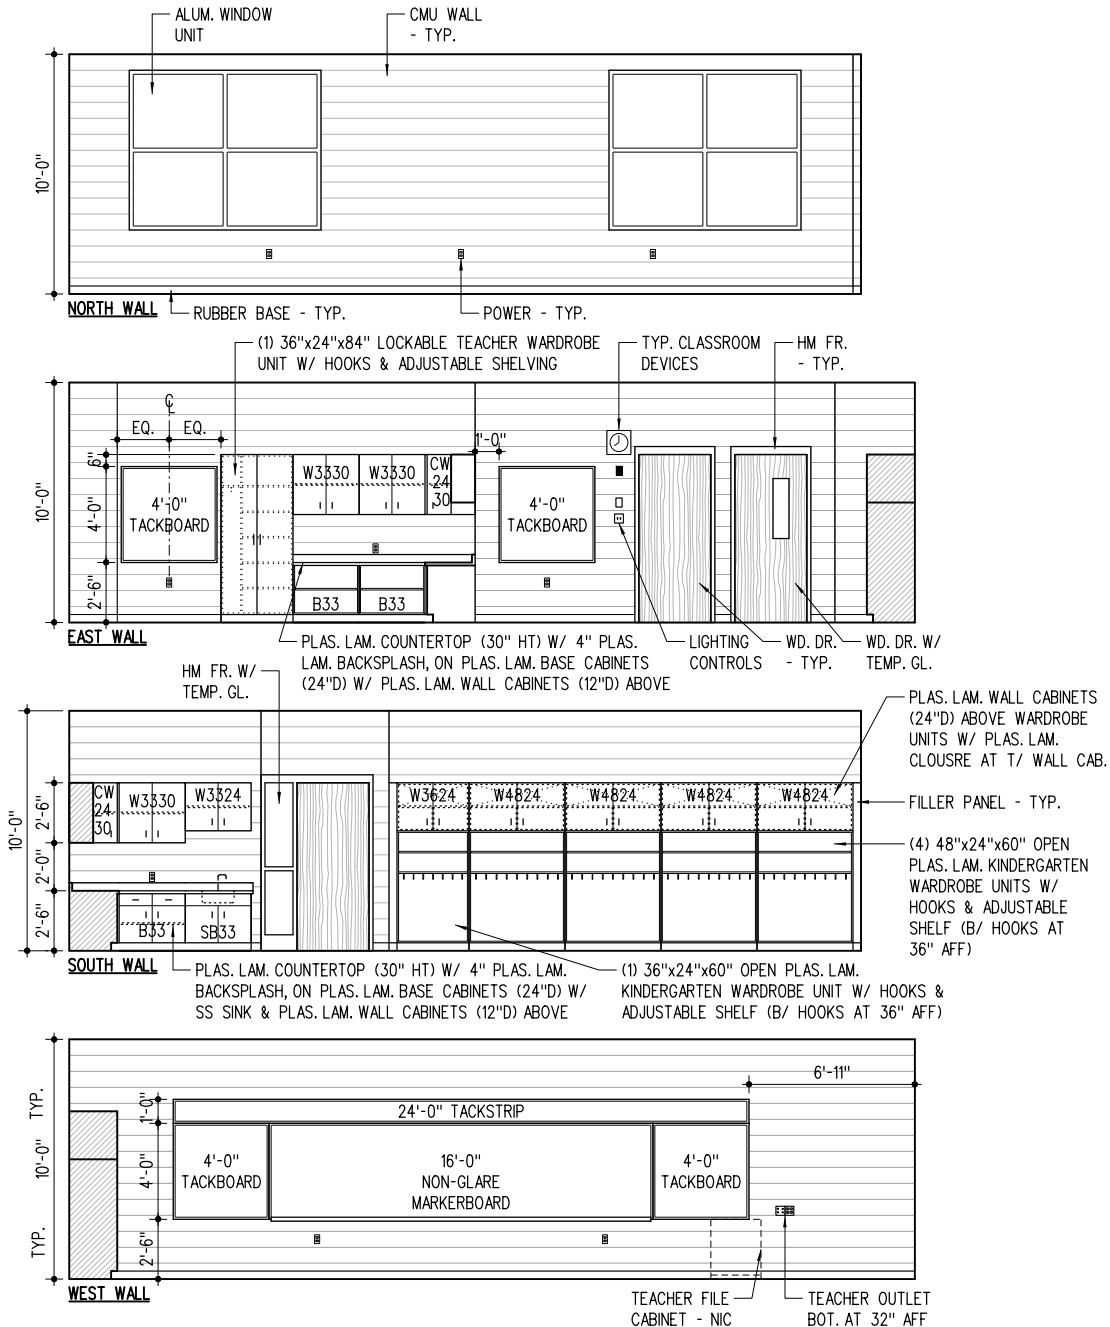 ALUM. WINDOW
UNIT
CMU WALL
- TYP.
10'-0"
NORTH WALL
RUBBER BASE - TYP.
POWER - TYP.
(1) 36"x24"x84" LOCKABLE TEACHER WARDROBE
UNIT W/ HOOKS & ADJUSTABLE SHELVING
TYP. CLASSROOM
DEVICES
HM FR.
- TYP.
CL
EQ.
EQ.
6"
1'-0"
10'-0"
4'-0"
2'-6"
4'-0"
TACKBOARD
W3330
W3330
CW
24
30
4'-0"
TACKBOARD
B33
B33
EAST WALL
PLAS. LAM. COUNTERTOP (30" HT) W/ 4" PLAS.
LAM. BACKSPLASH, ON PLAS. LAM. BASE CABINETS
(24"D) W/ PLAS. LAM. WALL CABINETS (12"D) ABOVE
LIGHTING
CONTROLS
WD. DR.
- TYP.
WD. DR. W/
TEMP. GL.
HM FR. W/
TEMP. GL.
PLAS. LAM. WALL CABINETS
(24"D) ABOVE WARDROBE
UNITS W/ PLAS. LAM.
CLOUSRE AT T/ WALL CAB.
10'-0"
2'-6"
2'-0"
2'-6"
CW
24
30
W3330
W3324
W3624
W4824
W4824
W4824
W4824
FILLER PANEL - TYP.
(4) 48"x24"x60" OPEN
PLAS. LAM. KINDERGARTEN
WARDROBE UNITS W/
HOOKS & ADJUSTABLE
SHELF (B/ HOOKS AT
36" AFF)
B33
SB33
SOUTH WALL
PLAS. LAM. COUNTERTOP (30" HT) W/ 4" PLAS. LAM.
BACKSPLASH, ON PLAS. LAM. BASE CABINETS (24"D) W/
SS SINK & PLAS. LAM. WALL CABINETS (12"D) ABOVE
(1) 36"x24"x60" OPEN PLAS. LAM.
KINDERGARTEN WARDROBE UNIT W/ HOOKS &
ADJUSTABLE SHELF (B/ HOOKS AT 36" AFF)
6'-11"
TYP.
10'-0"
TYP.
1'-0"
4'-0"
2'-6"
24'-0" TACKSTRIP
4'-0"
TACKBOARD
16'-0"
NON-GLARE
MARKERBOARD
4'-0"
TACKBOARD
WEST WALL
TEACHER FILE
CABINET - NIC
TEACHER OUTLET
BOT. AT 32" AFF